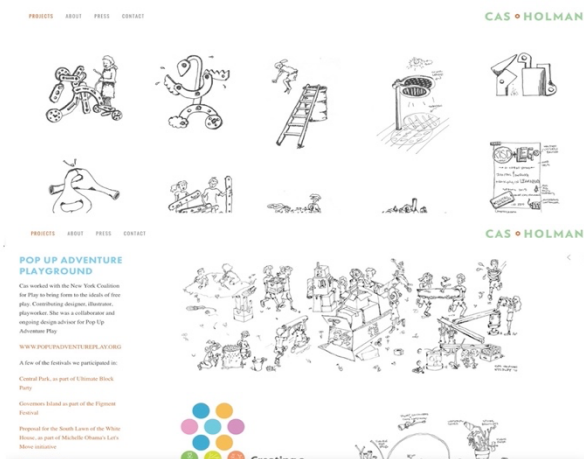 PROJECTS ABOUT PRESS CONTACT
CAS HOLMAN
PROJECTS ABOUT PRESS CONTACT
CAS HOLMAN
POP UP ADVENTURE
PLAYGROUND
Cas worked with the New York Coalition
for Play to bring form to the ideals of free
play. Contributing designer, illustrator,
playworker. She was a collaborator and
ongoing design advisor for Pop Up
Adventure Play
WWW.POPUPADVENTUREPLAY.ORG
A few of the festivals we participated in:
Central Park, as part of Ultimate Block
Party
Governors Island as part of the Figment
Festival
Proposal for the South Lawn of the White
House, as part of Michelle Obama's Let's
Move initiative